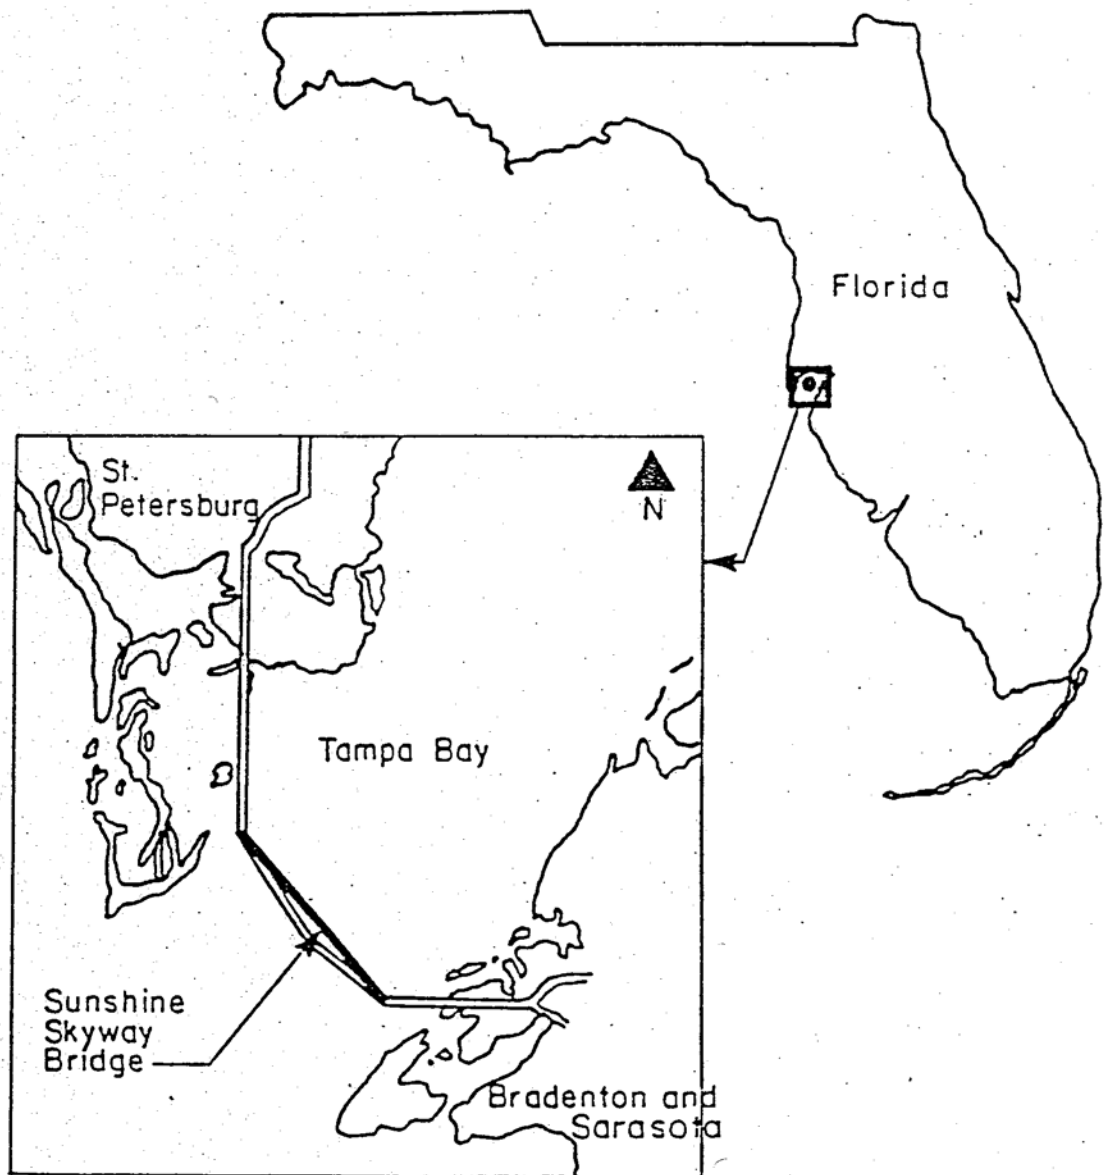 Florida
St.
Petersburg
N
Tampa Bay
Sunshine
Skyway
Bridge
Bradenton and
Sarasota